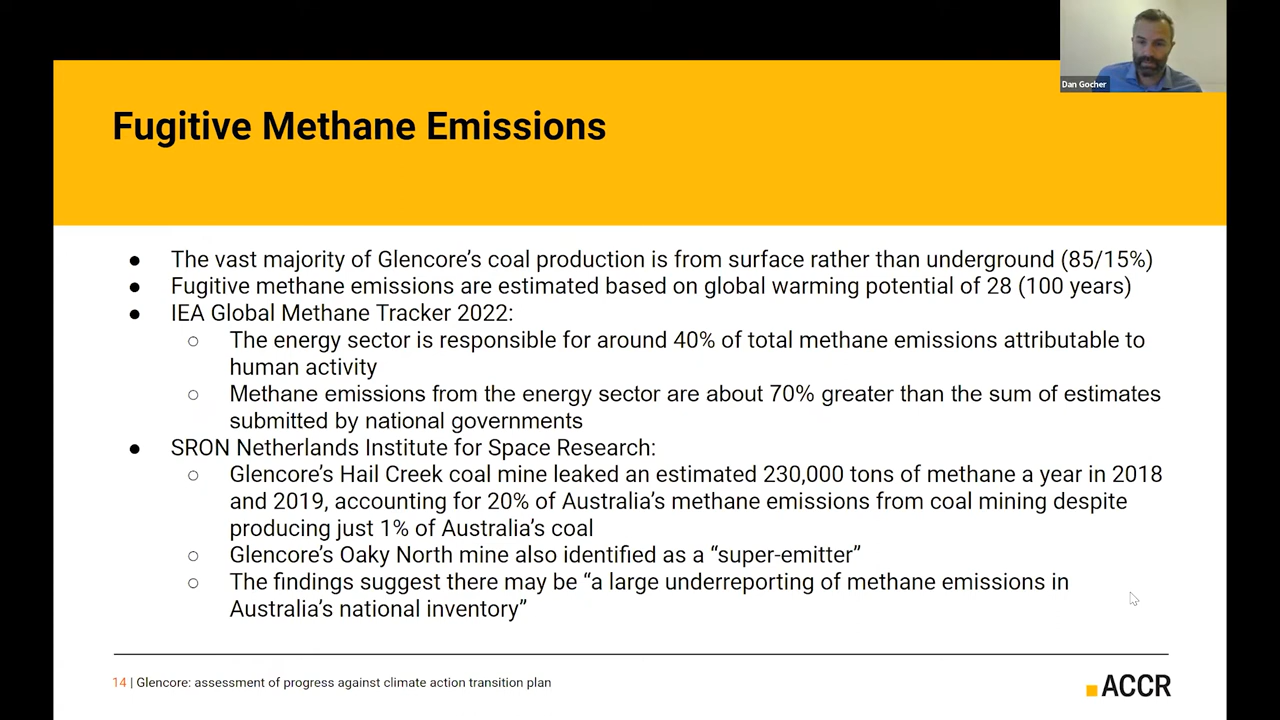 Dan Gocher
Fugitive Methane Emissions
● The vast majority of Glencore’s coal production is from surface rather than underground (85/15%)
● Fugitive methane emissions are estimated based on global warming potential of 28 (100 years)
● IEA Global Methane Tracker 2022:
○ The energy sector is responsible for around 40% of total methane emissions attributable to
human activity
○ Methane emissions from the energy sector are about 70% greater than the sum of estimates
submitted by national governments
● SRON Netherlands Institute for Space Research:
○ Glencore’s Hail Creek coal mine leaked an estimated 230,000 tons of methane a year in 2018
and 2019, accounting for 20% of Australia’s methane emissions from coal mining despite
producing just 1% of Australia’s coal
○ Glencore’s Oaky North mine also identified as a “super-emitter”
○ The findings suggest there may be “a large underreporting of methane emissions in
Australia’s national inventory”
14 | Glencore: assessment of progress against climate action transition plan
ACCR